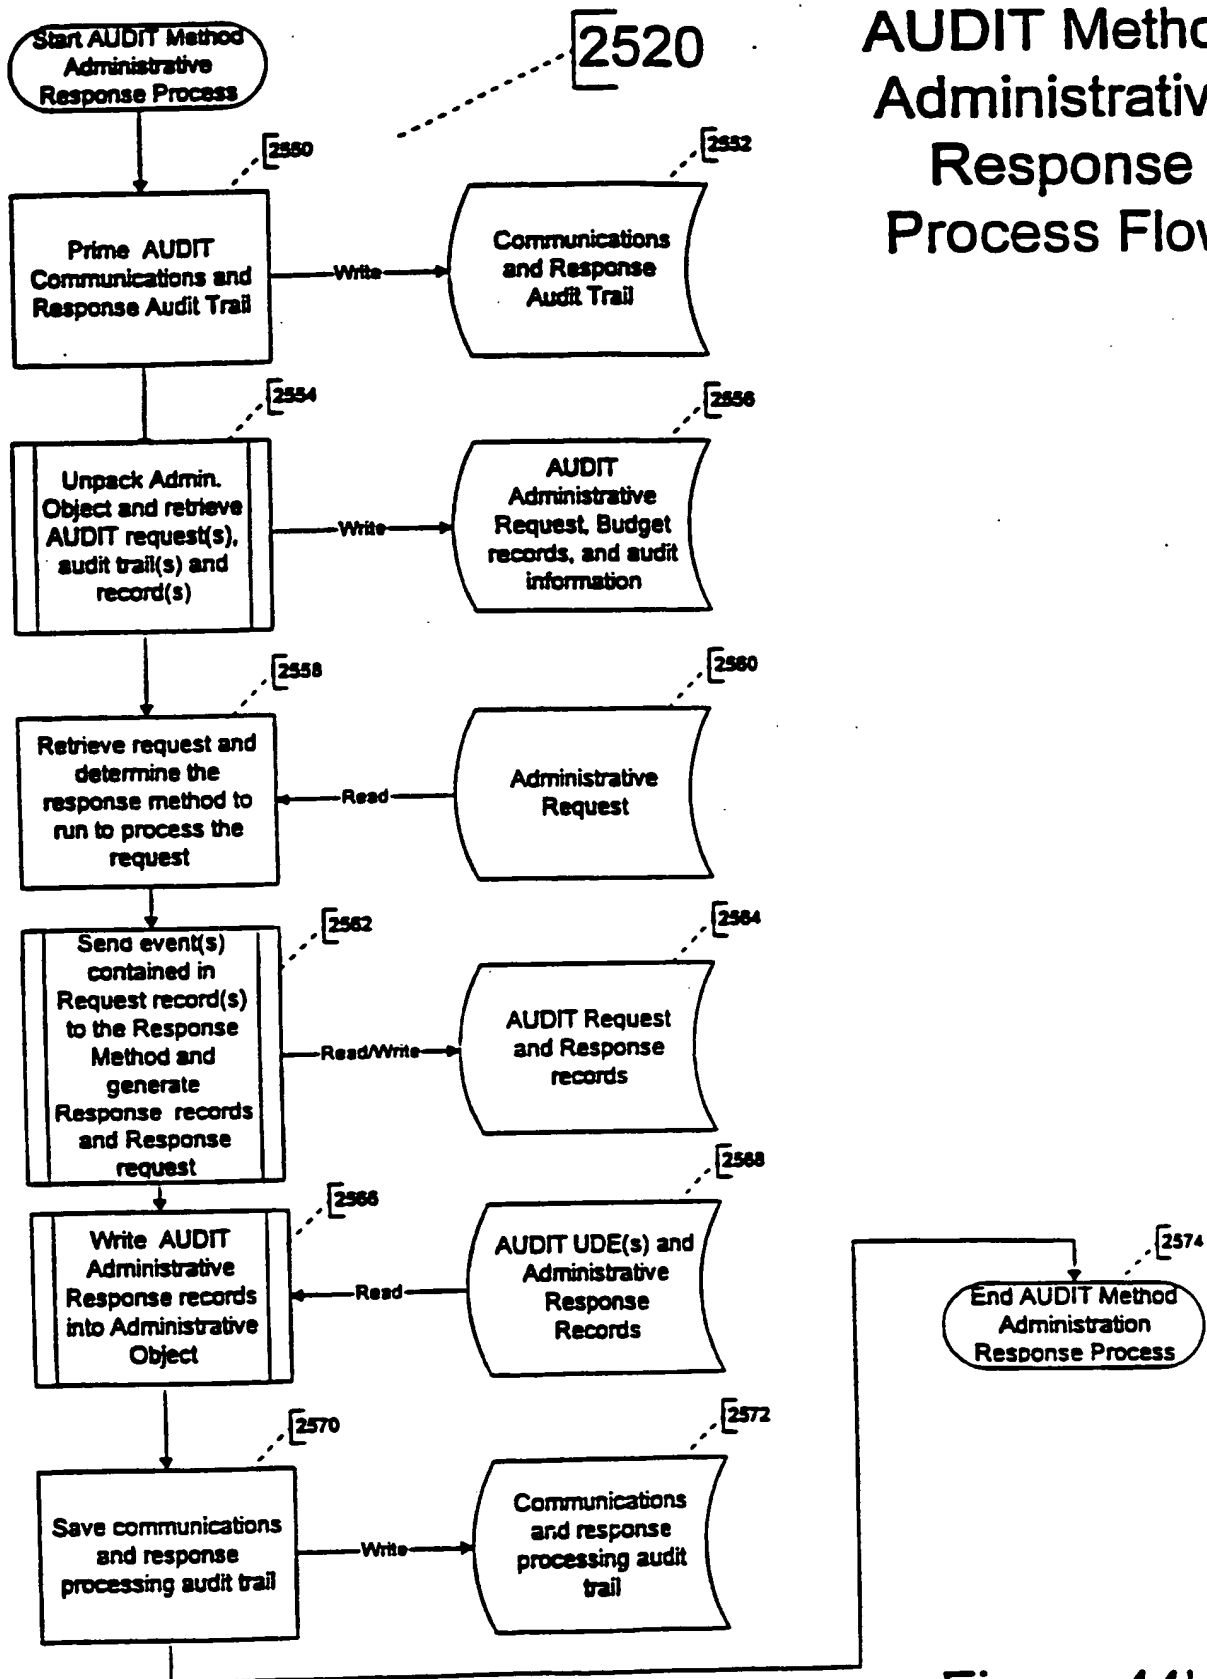 Start AUDIT Method
Administrative
Response Process
2520
AUDIT Metho
Administrativ
Response
Process Flow
2550
Prime AUDIT
Communications and
Response Audit Trail
Write
2552
Communications
and Response
Audit Trail
2554
Unpack Admin.
Object and retrieve
AUDIT request(s),
audit trail(s) and
record(s)
Write
2556
AUDIT
Administrative
Request, Budget
records, and audit
information
2558
Retrieve request and
determine the
response method to
run to process the
request
Read
2560
Administrative
Request
2562
Send event(s)
contained in
Request record(s)
to the Response
Method and
generate
Response records
and Response
request
Read/Write
2564
AUDIT Request
and Response
records
2566
Write AUDIT
Administrative
Response records
into Administrative
Object
Read
2568
AUDIT UDE(s) and
Administrative
Response
Records
2570
Save communications
and response
processing audit trail
Write
2572
Communications
and response
processing audit
trail
2574
End AUDIT Method
Administration
Response Process